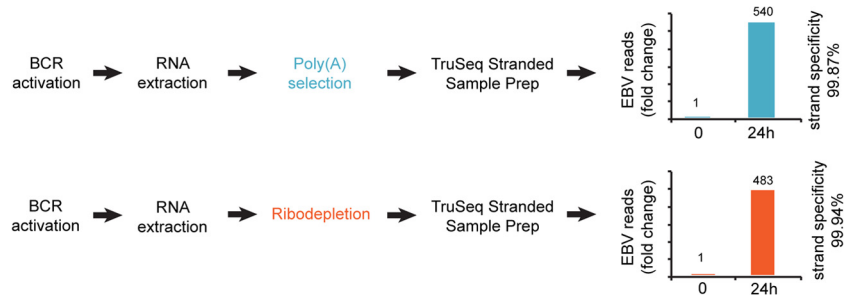 BCR
activation
RNA
extraction
Poly(A)
selection
TruSeq Stranded
Sample Prep
EBV reads
(fold change)
1
540
0
24h
strand specificity
99.87%
BCR
activation
RNA
extraction
Ribodepletion
TruSeq Stranded
Sample Prep
EBV reads
(fold change)
1
483
0
24h
strand specificity
99.94%